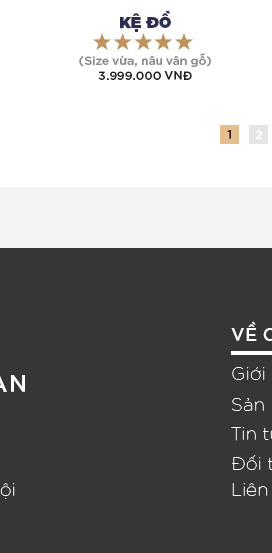 KỆ ĐỒ
(Size vừa, nâu vân gỗ)
3.999.000 VNĐ
1 2
VỀ
AN
Giới
Sản
Tin
Đối
ội
Liên